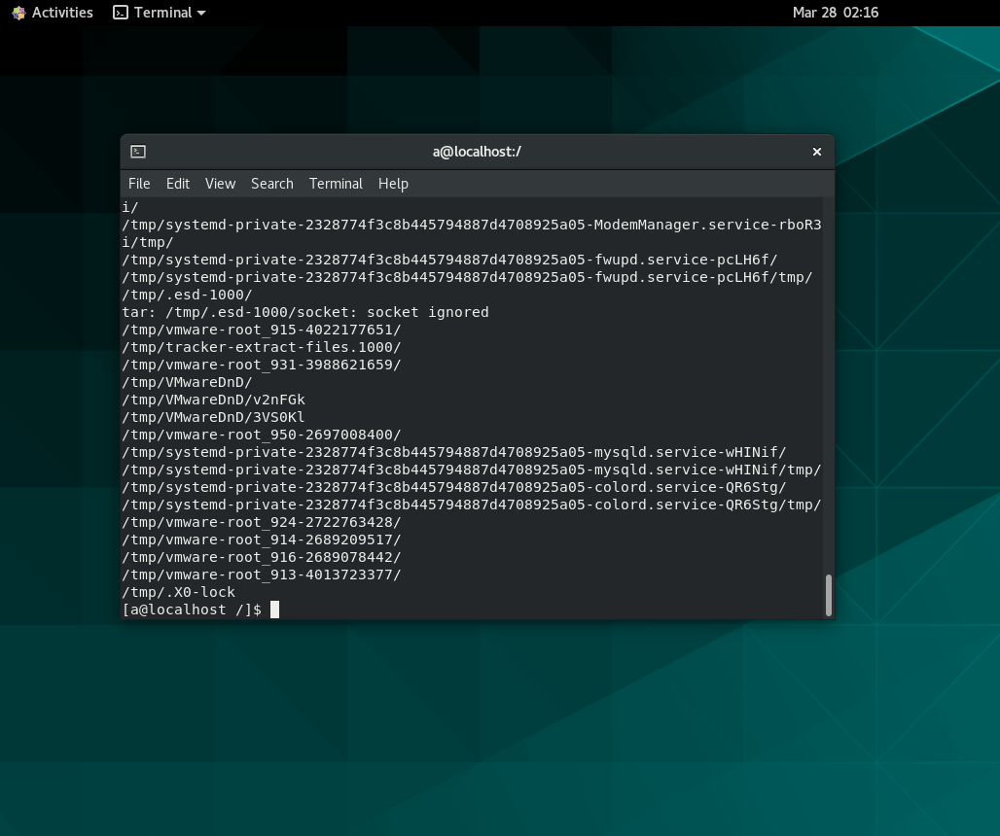 Activities Terminal Mar 28 02:16
a@localhost:/
File Edit View Search Terminal Help
i/
/tmp/systemd-private-2328774f3c8b445794887d4708925a05-ModemManager.service-rboR3
i/tmp/
/tmp/systemd-private-2328774f3c8b445794887d4708925a05-fwupd.service-pcLH6f/
/tmp/systemd-private-2328774f3c8b445794887d4708925a05-fwupd.service-pcLH6f/tmp/
/tmp/.esd-1000/
tar: /tmp/.esd-1000/socket: socket ignored
/tmp/vmware-root_915-4022177651/
/tmp/tracker-extract-files.1000/
/tmp/vmware-root_931-3988621659/
/tmp/VMwareDnD/
/tmp/VMwareDnD/v2nFGk
/tmp/VMwareDnD/3VS0Kl
/tmp/vmware-root_950-2697008400/
/tmp/systemd-private-2328774f3c8b445794887d4708925a05-mysqld.service-wHINif/
/tmp/systemd-private-2328774f3c8b445794887d4708925a05-mysqld.service-wHINif/tmp/
/tmp/systemd-private-2328774f3c8b445794887d4708925a05-colord.service-QR6Stg/
/tmp/systemd-private-2328774f3c8b445794887d4708925a05-colord.service-QR6Stg/tmp/
/tmp/vmware-root_924-2722763428/
/tmp/vmware-root_914-2689209517/
/tmp/vmware-root_916-2689078442/
/tmp/vmware-root_913-4013723377/
/tmp/.X0-lock
[a@localhost /]$